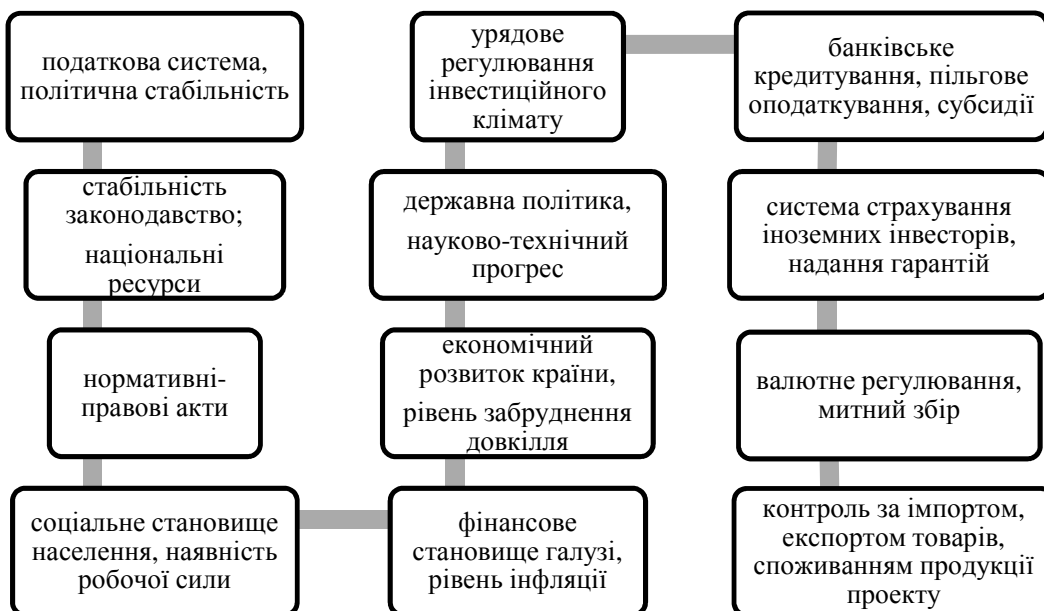 податкова система,
політична стабільність
стабільність
законодавство;
національні
ресурси
нормативні-
правові акти
соціальне становище
населення, наявність
робочої сили
фінансове
становище галузі,
рівень інфляції
економічний
розвиток країни,
рівень забруднення
довкілля
державна політика,
науково-технічний
прогрес
урядове
регулювання
інвестиційного
клімату
банківське
кредитування, пільгове
оподаткування, субсидії
система страхування
іноземних інвесторів,
надання гарантій
валютне регулювання,
митний збір
контроль за імпортом,
експортом товарів,
споживанням продукції
проекту